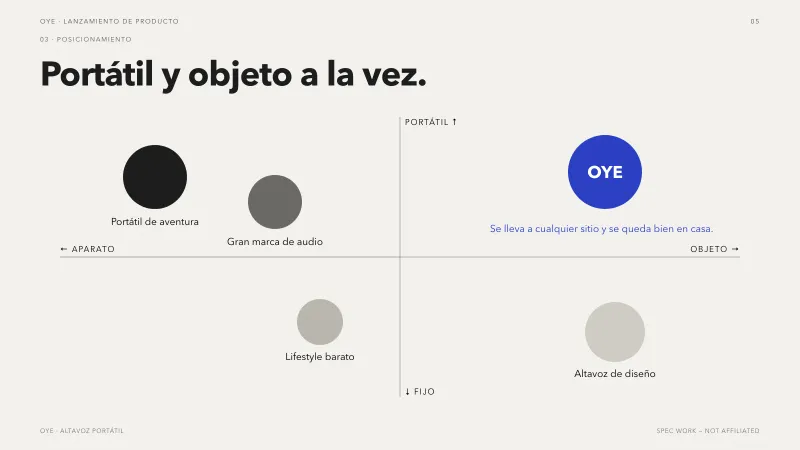 OYE · LANZAMIENTO DE PRODUCTO
05
03 · POSICIONAMIENTO
Portátil y objeto a la vez.
PORTÁTIL ↑
OYE
Portátil de aventura
Se lleva a cualquier sitio y se queda bien en casa.
Gran marca de audio
← APARATO
OBJETO →
Lifestyle barato
Altavoz de diseño
↓ FIJO
OYE · ALTAVOZ PORTÁTIL
SPEC WORK — NOT AFFILIATED